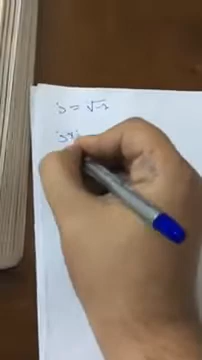 i = √-1
i × i